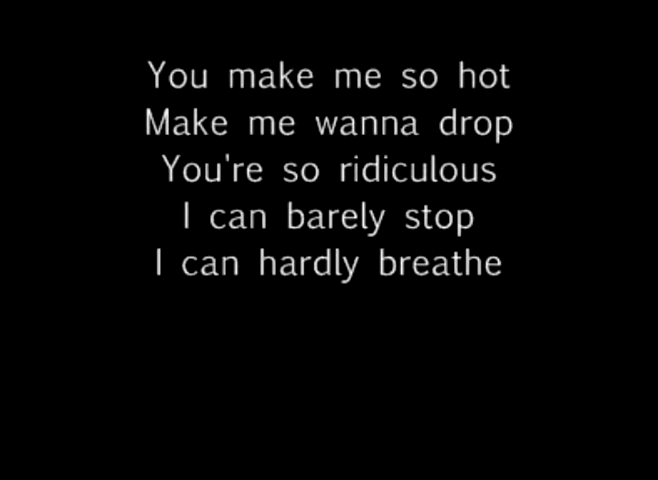 You make me so hot
Make me wanna drop
You're so ridiculous
I can barely stop
I can hardly breathe